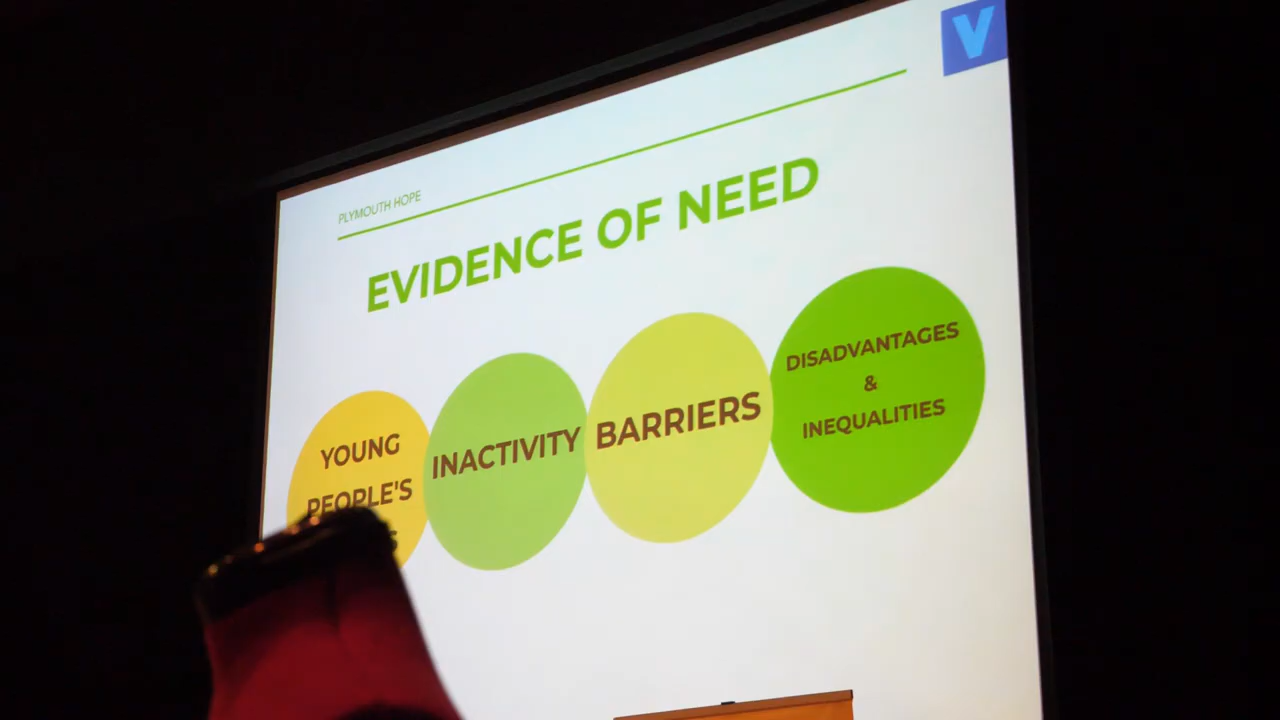 V
PLYMOUTH HOPE
EVIDENCE OF NEED
YOUNG
PEOPLE'S
INACTIVITY
BARRIERS
DISADVANTAGES
&
INEQUALITIES